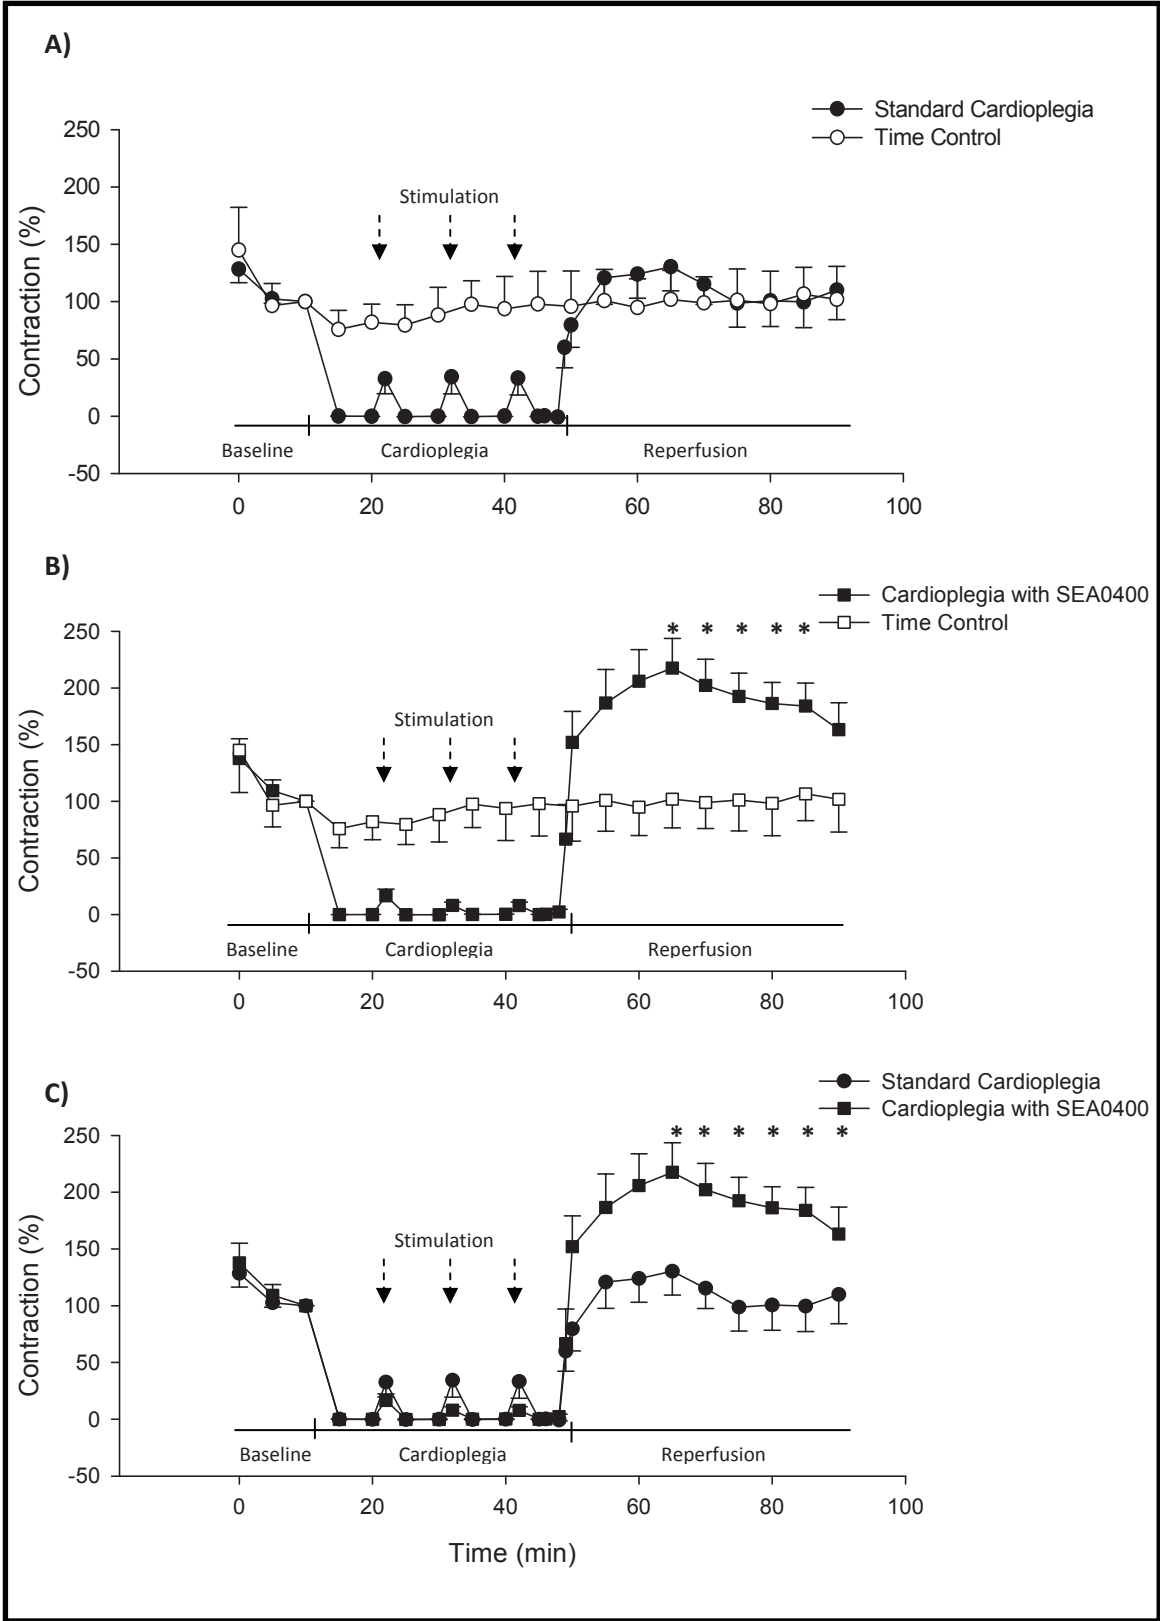 A)
Standard Cardioplegia
Time Control
250
200
150
100
50
0
-50
Contraction (%)
Stimulation
Baseline
Cardioplegia
Reperfusion
0 20 40 60 80 100
B)
Cardioplegia with SEA0400
Time Control
* * * * *
250
200
150
100
50
0
-50
Contraction (%)
Stimulation
Baseline
Cardioplegia
Reperfusion
0 20 40 60 80 100
C)
Standard Cardioplegia
Cardioplegia with SEA0400
* * * * * *
250
200
150
100
50
0
-50
Contraction (%)
Stimulation
Baseline
Cardioplegia
Reperfusion
0 20 40 60 80 100
Time (min)